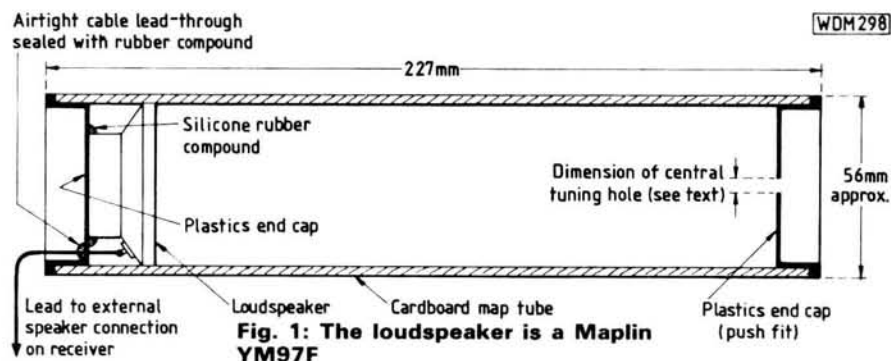 Airtight cable lead-through
sealed with rubber compound
WDM298
227mm
Silicone rubber
compound
Dimension of central
tuning hole (see text)
56mm
approx.
Plastics end cap
Lead to external
speaker connection
on receiver
Loudspeaker
Cardboard map tube
Plastics end cap
(push fit)
Fig. 1: The loudspeaker is a Maplin
YM97F